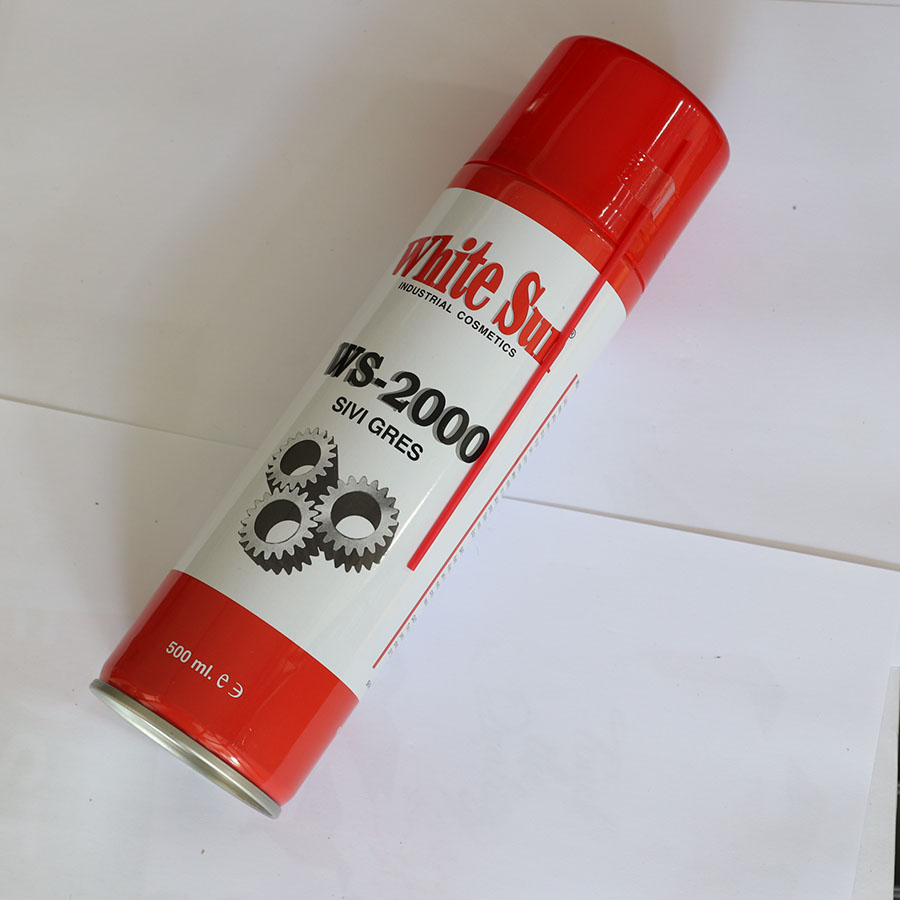 White Sun®
INDUSTRIAL COSMETICS
WS-2000
SIVI GRES
500 ml. ℮ ϶